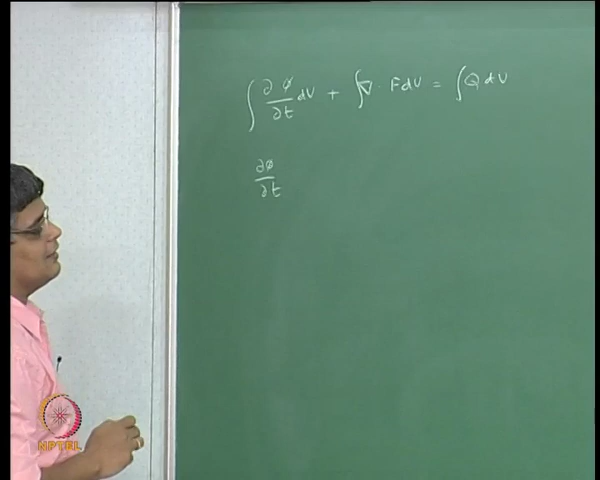 ∫ ∂φ/∂t dV + ∫ ∇ · F dV = ∫ Q dV
∂φ/∂t
NPTEL